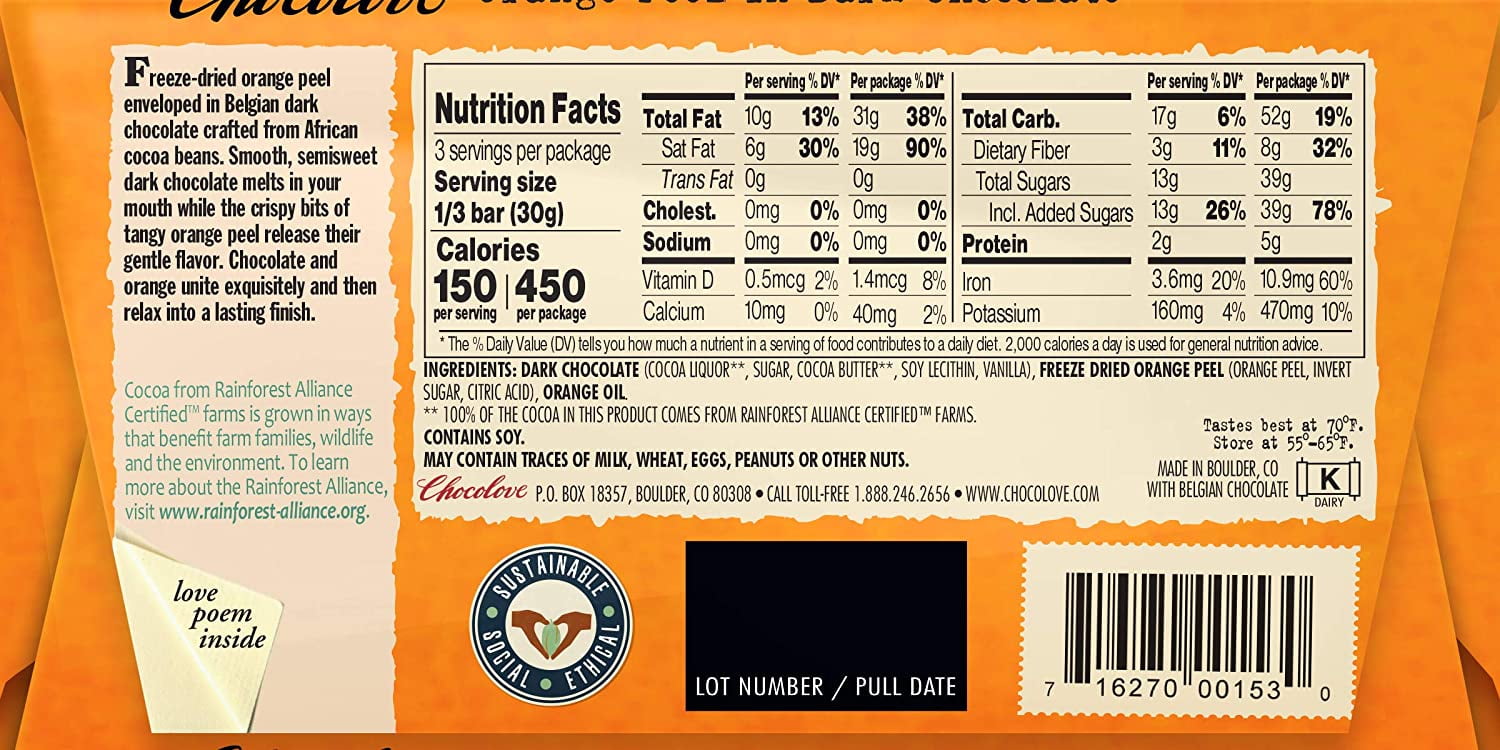 Chocolove Orange Peel in Dark Chocolate
Freeze-dried orange peel
enveloped in Belgian dark
chocolate crafted from African
cocoa beans. Smooth, semisweet
dark chocolate melts in your
mouth while the crispy bits of
tangy orange peel release their
gentle flavor. Chocolate and
orange unite exquisitely and then
relax into a lasting finish.
Cocoa from Rainforest Alliance
Certified™ farms is grown in ways
that benefit farm families, wildlife
and the environment. To learn
more about the Rainforest Alliance,
visit www.rainforest-alliance.org.
love
poem
inside
Nutrition Facts
3 servings per package
Serving size
1/3 bar (30g)
Calories
150 | 450
per serving per package
Per serving % DV* Per package % DV*
Total Fat 10g 13% 31g 38%
Sat Fat 6g 30% 19g 90%
Trans Fat 0g 0g
Cholest. 0mg 0% 0mg 0%
Sodium 0mg 0% 0mg 0%
Vitamin D 0.5mcg 2% 1.4mcg 8%
Calcium 10mg 0% 40mg 2%
Per serving % DV* Per package % DV*
Total Carb. 17g 6% 52g 19%
Dietary Fiber 3g 11% 8g 32%
Total Sugars 13g 39g
Incl. Added Sugars 13g 26% 39g 78%
Protein 2g 5g
Iron 3.6mg 20% 10.9mg 60%
Potassium 160mg 4% 470mg 10%
* The % Daily Value (DV) tells you how much a nutrient in a serving of food contributes to a daily diet. 2,000 calories a day is used for general nutrition advice.
INGREDIENTS: DARK CHOCOLATE (COCOA LIQUOR**, SUGAR, COCOA BUTTER**, SOY LECITHIN, VANILLA), FREEZE DRIED ORANGE PEEL (ORANGE PEEL, INVERT
SUGAR, CITRIC ACID), ORANGE OIL.
** 100% OF THE COCOA IN THIS PRODUCT COMES FROM RAINFOREST ALLIANCE CERTIFIED™ FARMS.
CONTAINS SOY.
MAY CONTAIN TRACES OF MILK, WHEAT, EGGS, PEANUTS OR OTHER NUTS.
Chocolove P.O. BOX 18357, BOULDER, CO 80308 • CALL TOLL-FREE 1.888.246.2656 • WWW.CHOCOLOVE.COM
Tastes best at 70°F.
Store at 55°–65°F.
MADE IN BOULDER, CO
WITH BELGIAN CHOCOLATE
K
DAIRY
SUSTAINABLE
SOCIAL • ETHICAL
LOT NUMBER / PULL DATE
7 16270 00153 0